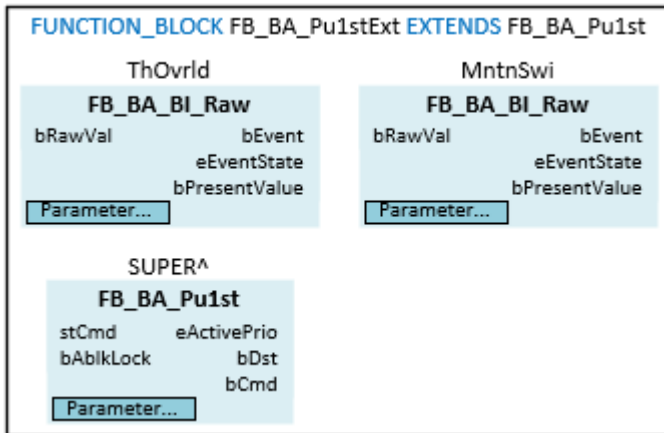 FUNCTION_BLOCK FB_BA_Pu1stExt EXTENDS FB_BA_Pu1st
ThOvrld
FB_BA_BI_Raw
bRawVal bEvent
eEventState
bPresentValue
Parameter...
MntnSwi
FB_BA_BI_Raw
bRawVal bEvent
eEventState
bPresentValue
Parameter...
SUPER^
FB_BA_Pu1st
stCmd eActivePrio
bAblkLock bDst
bCmd
Parameter...